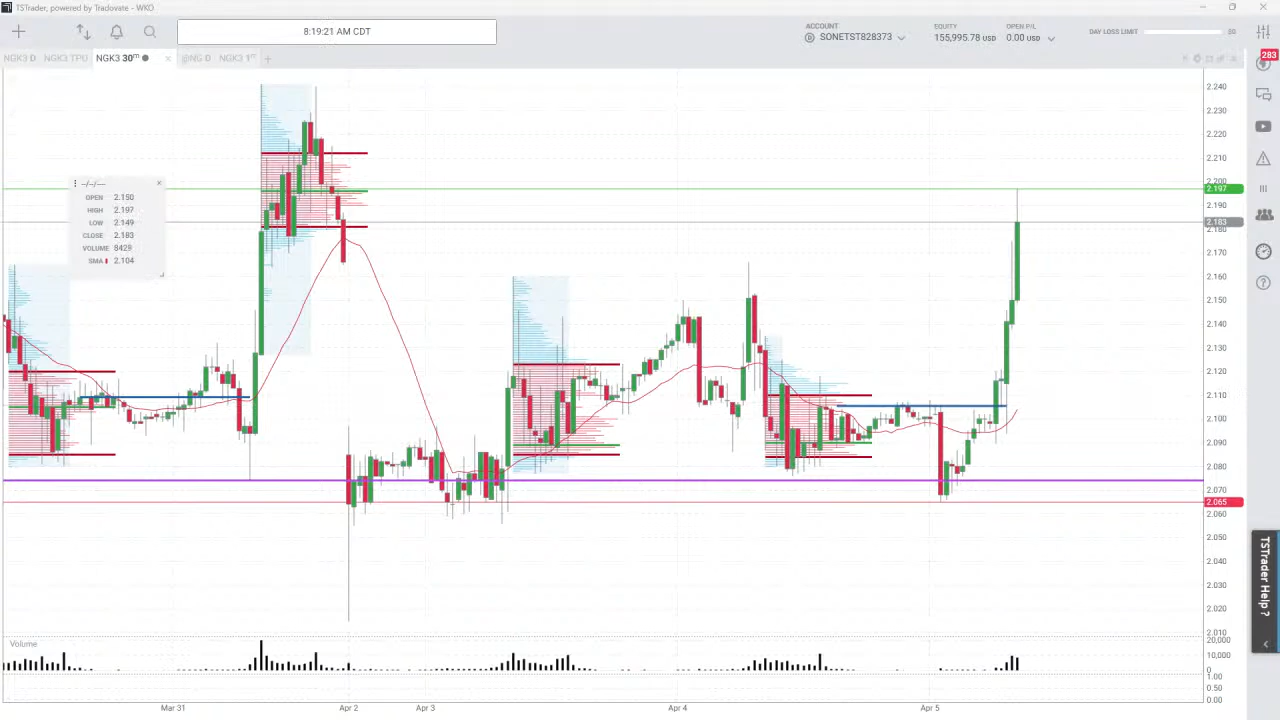 TSTrader, powered by Tradovate - WKO
8:19:21 AM CDT
ACCOUNT
SONETST828373
EQUITY
155,995.78 USD
OPEN P/L
0.00 USD
DAY LOSS LIMIT
$0
NGK3 D
NGK3 TPO
NGK3 30m
@NG D
NGK3 1m
283
--/--/--
OPEN 2.150
HIGH 2.197
LOW 2.149
CLOSE 2.183
VOLUME 8429
SMA 2.104
2.240
2.230
2.220
2.210
2.200
2.197
2.190
2.183
2.180
2.170
2.160
2.150
2.140
2.130
2.120
2.110
2.100
2.090
2.080
2.070
2.065
2.060
2.050
2.040
2.030
2.020
2.010
Volume
20,000
10,000
0
1.00
0.50
0.00
Mar 31
Apr 2
Apr 3
Apr 4
Apr 5
TSTrader Help ?